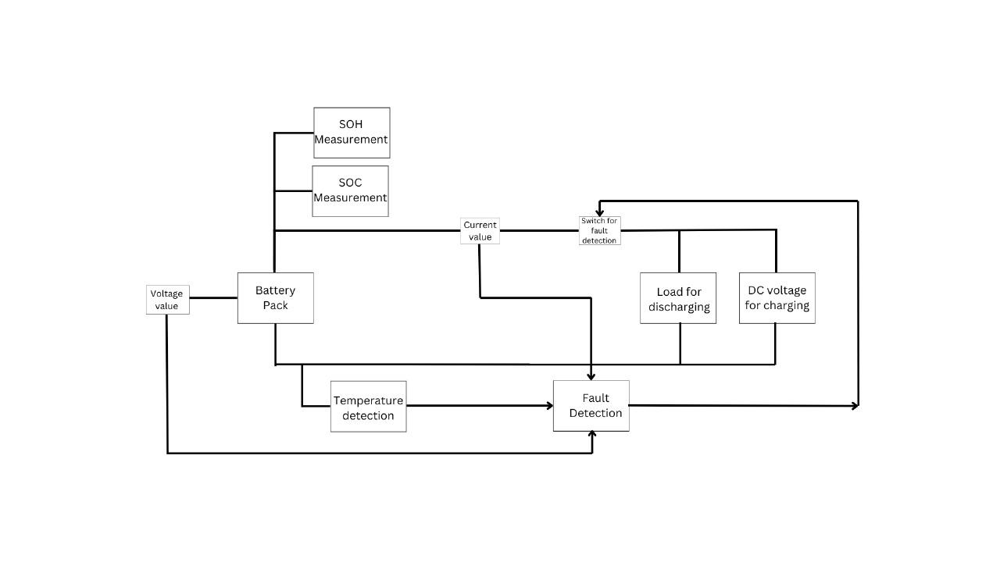 SOH
Measurement
SOC
Measurement
Current
value
Switch for
fault
detection
Voltage
value
Battery
Pack
Load for
discharging
DC voltage
for charging
Temperature
detection
Fault
Detection